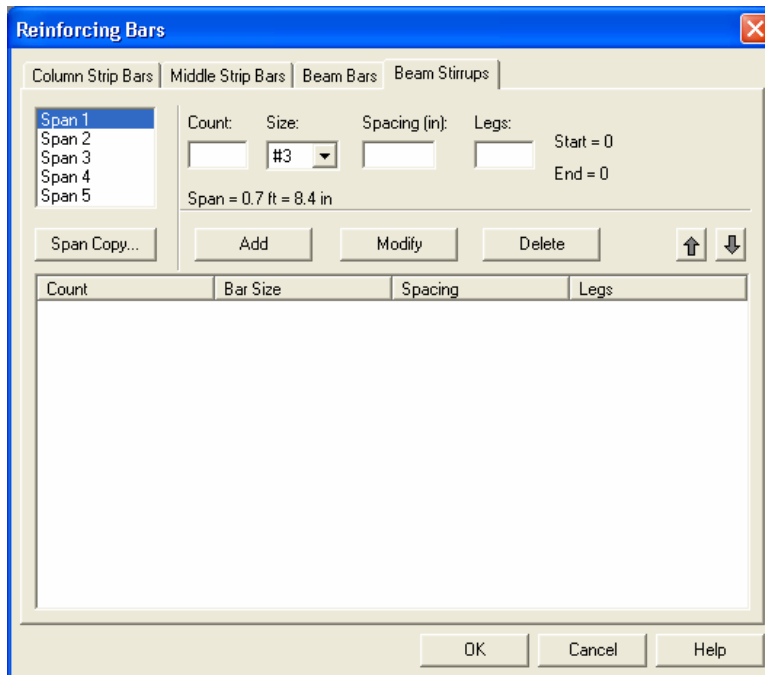 Reinforcing Bars
Column Strip Bars Middle Strip Bars Beam Bars Beam Stirrups
Span 1
Span 2
Span 3
Span 4
Span 5
Count: Size: Spacing (in): Legs:
#3
Start = 0
End = 0
Span = 0.7 ft = 8.4 in
Span Copy... Add Modify Delete
Count Bar Size Spacing Legs
OK Cancel Help